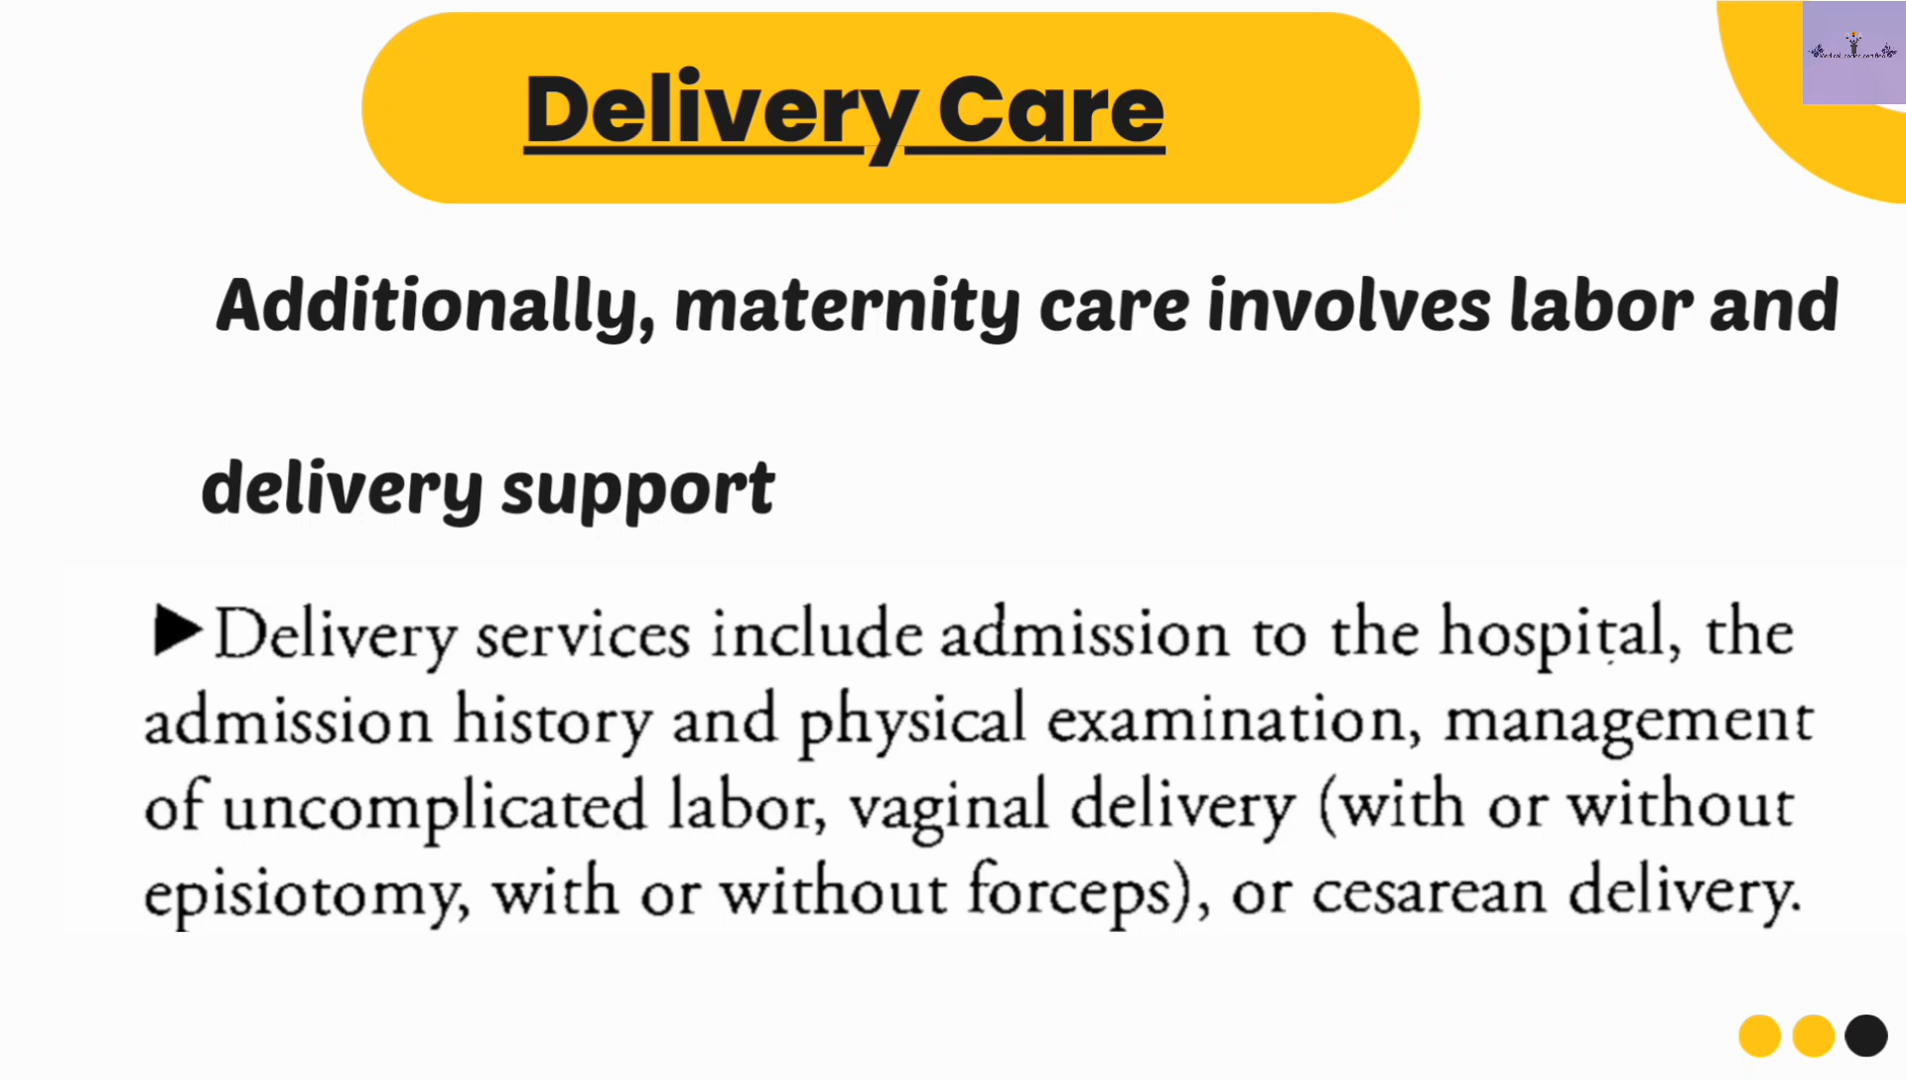 Delivery Care
Additionally, maternity care involves labor and
delivery support
▶Delivery services include admission to the hospital, the
admission history and physical examination, management
of uncomplicated labor, vaginal delivery (with or without
episiotomy, with or without forceps), or cesarean delivery.